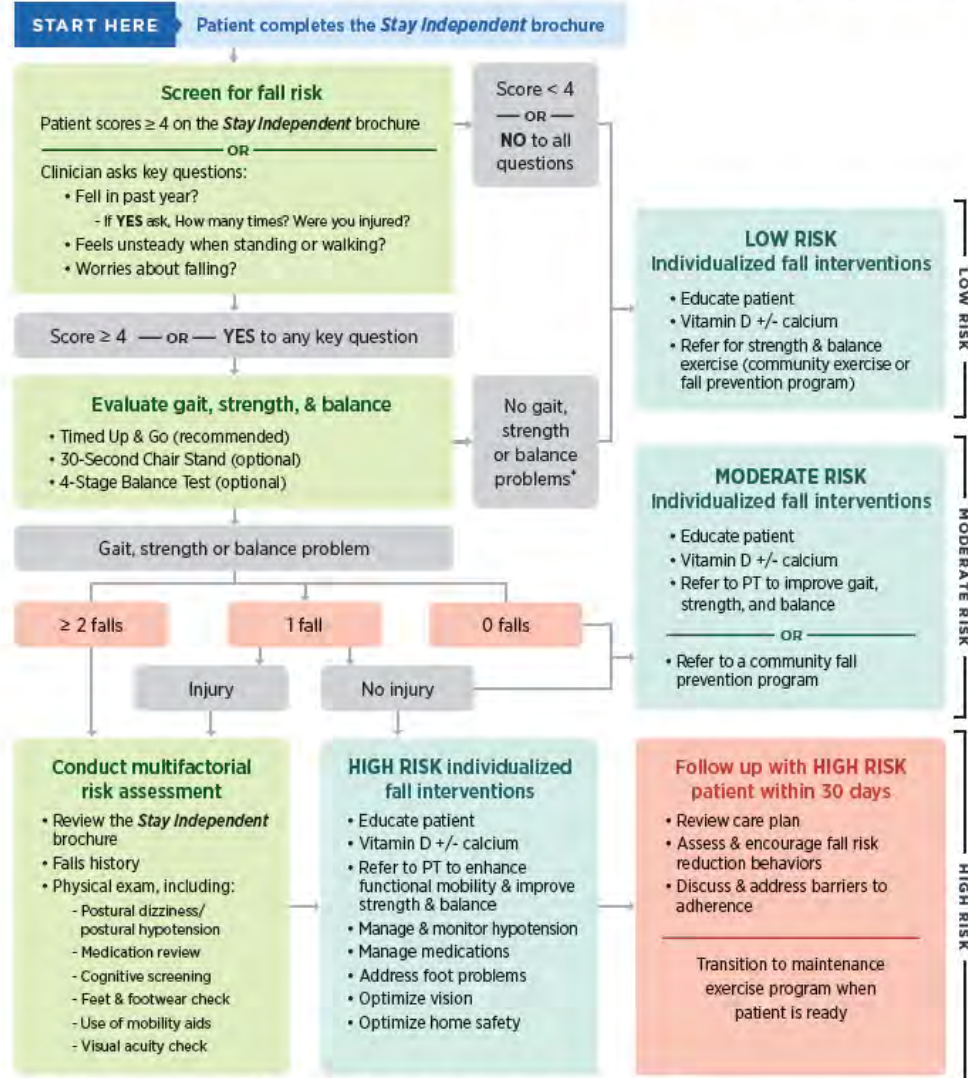 START HERE
Patient completes the Stay Independent brochure
Screen for fall risk
Patient scores ≥ 4 on the Stay Independent brochure
OR
Clinician asks key questions:
• Fell in past year?
- If YES ask, How many times? Were you injured?
• Feels unsteady when standing or walking?
• Worries about falling?
Score < 4
OR
NO to all
questions
Score ≥ 4 — OR — YES to any key question
Evaluate gait, strength, & balance
• Timed Up & Go (recommended)
• 30-Second Chair Stand (optional)
• 4-Stage Balance Test (optional)
No gait,
strength
or balance
problems*
LOW RISK
Individualized fall interventions
• Educate patient
• Vitamin D +/- calcium
• Refer for strength & balance
exercise (community exercise or
fall prevention program)
LOW RISK
Gait, strength or balance problem
≥ 2 falls
1 fall
0 falls
Injury
No injury
MODERATE RISK
Individualized fall interventions
• Educate patient
• Vitamin D +/- calcium
• Refer to PT to improve gait,
strength, and balance
OR
• Refer to a community fall
prevention program
MODERATE RISK
Conduct multifactorial
risk assessment
• Review the Stay Independent
brochure
• Falls history
• Physical exam, including:
- Postural dizziness/
postural hypotension
- Medication review
- Cognitive screening
- Feet & footwear check
- Use of mobility aids
- Visual acuity check
HIGH RISK individualized
fall interventions
• Educate patient
• Vitamin D +/- calcium
• Refer to PT to enhance
functional mobility & improve
strength & balance
• Manage & monitor hypotension
• Manage medications
• Address foot problems
• Optimize vision
• Optimize home safety
Follow up with HIGH RISK
patient within 30 days
• Review care plan
• Assess & encourage fall risk
reduction behaviors
• Discuss & address barriers to
adherence
Transition to maintenance
exercise program when
patient is ready
HIGH RISK